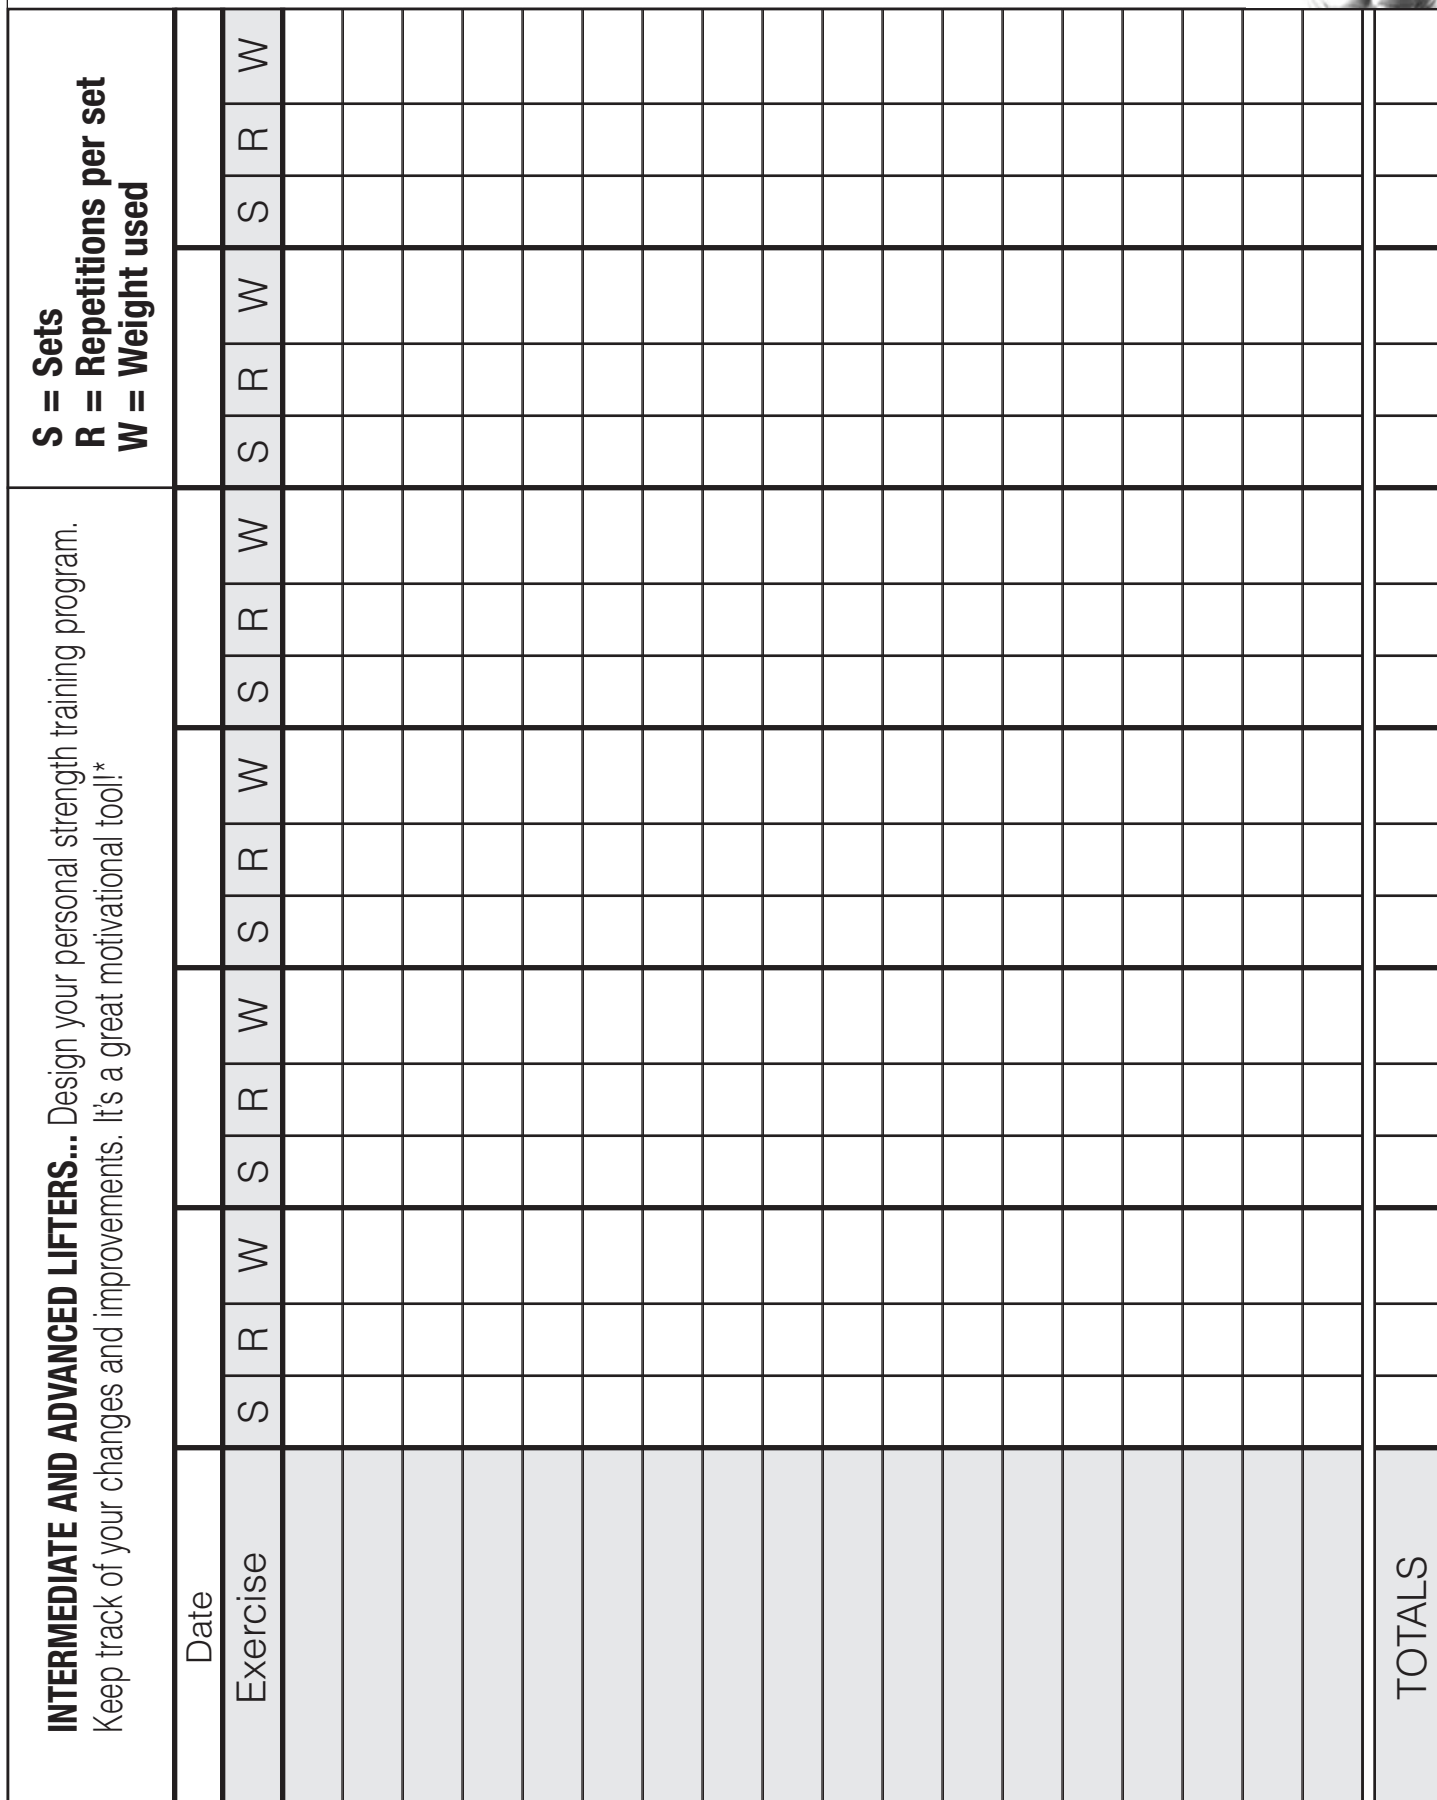 INTERMEDIATE AND ADVANCED LIFTERS... Design your personal strength training program.
Keep track of your changes and improvements. It's a great motivational tool!*
S = Sets
R = Repetitions per set
W = Weight used
Date
Exercise S R W S R W S R W S R W S R W S R W
TOTALS